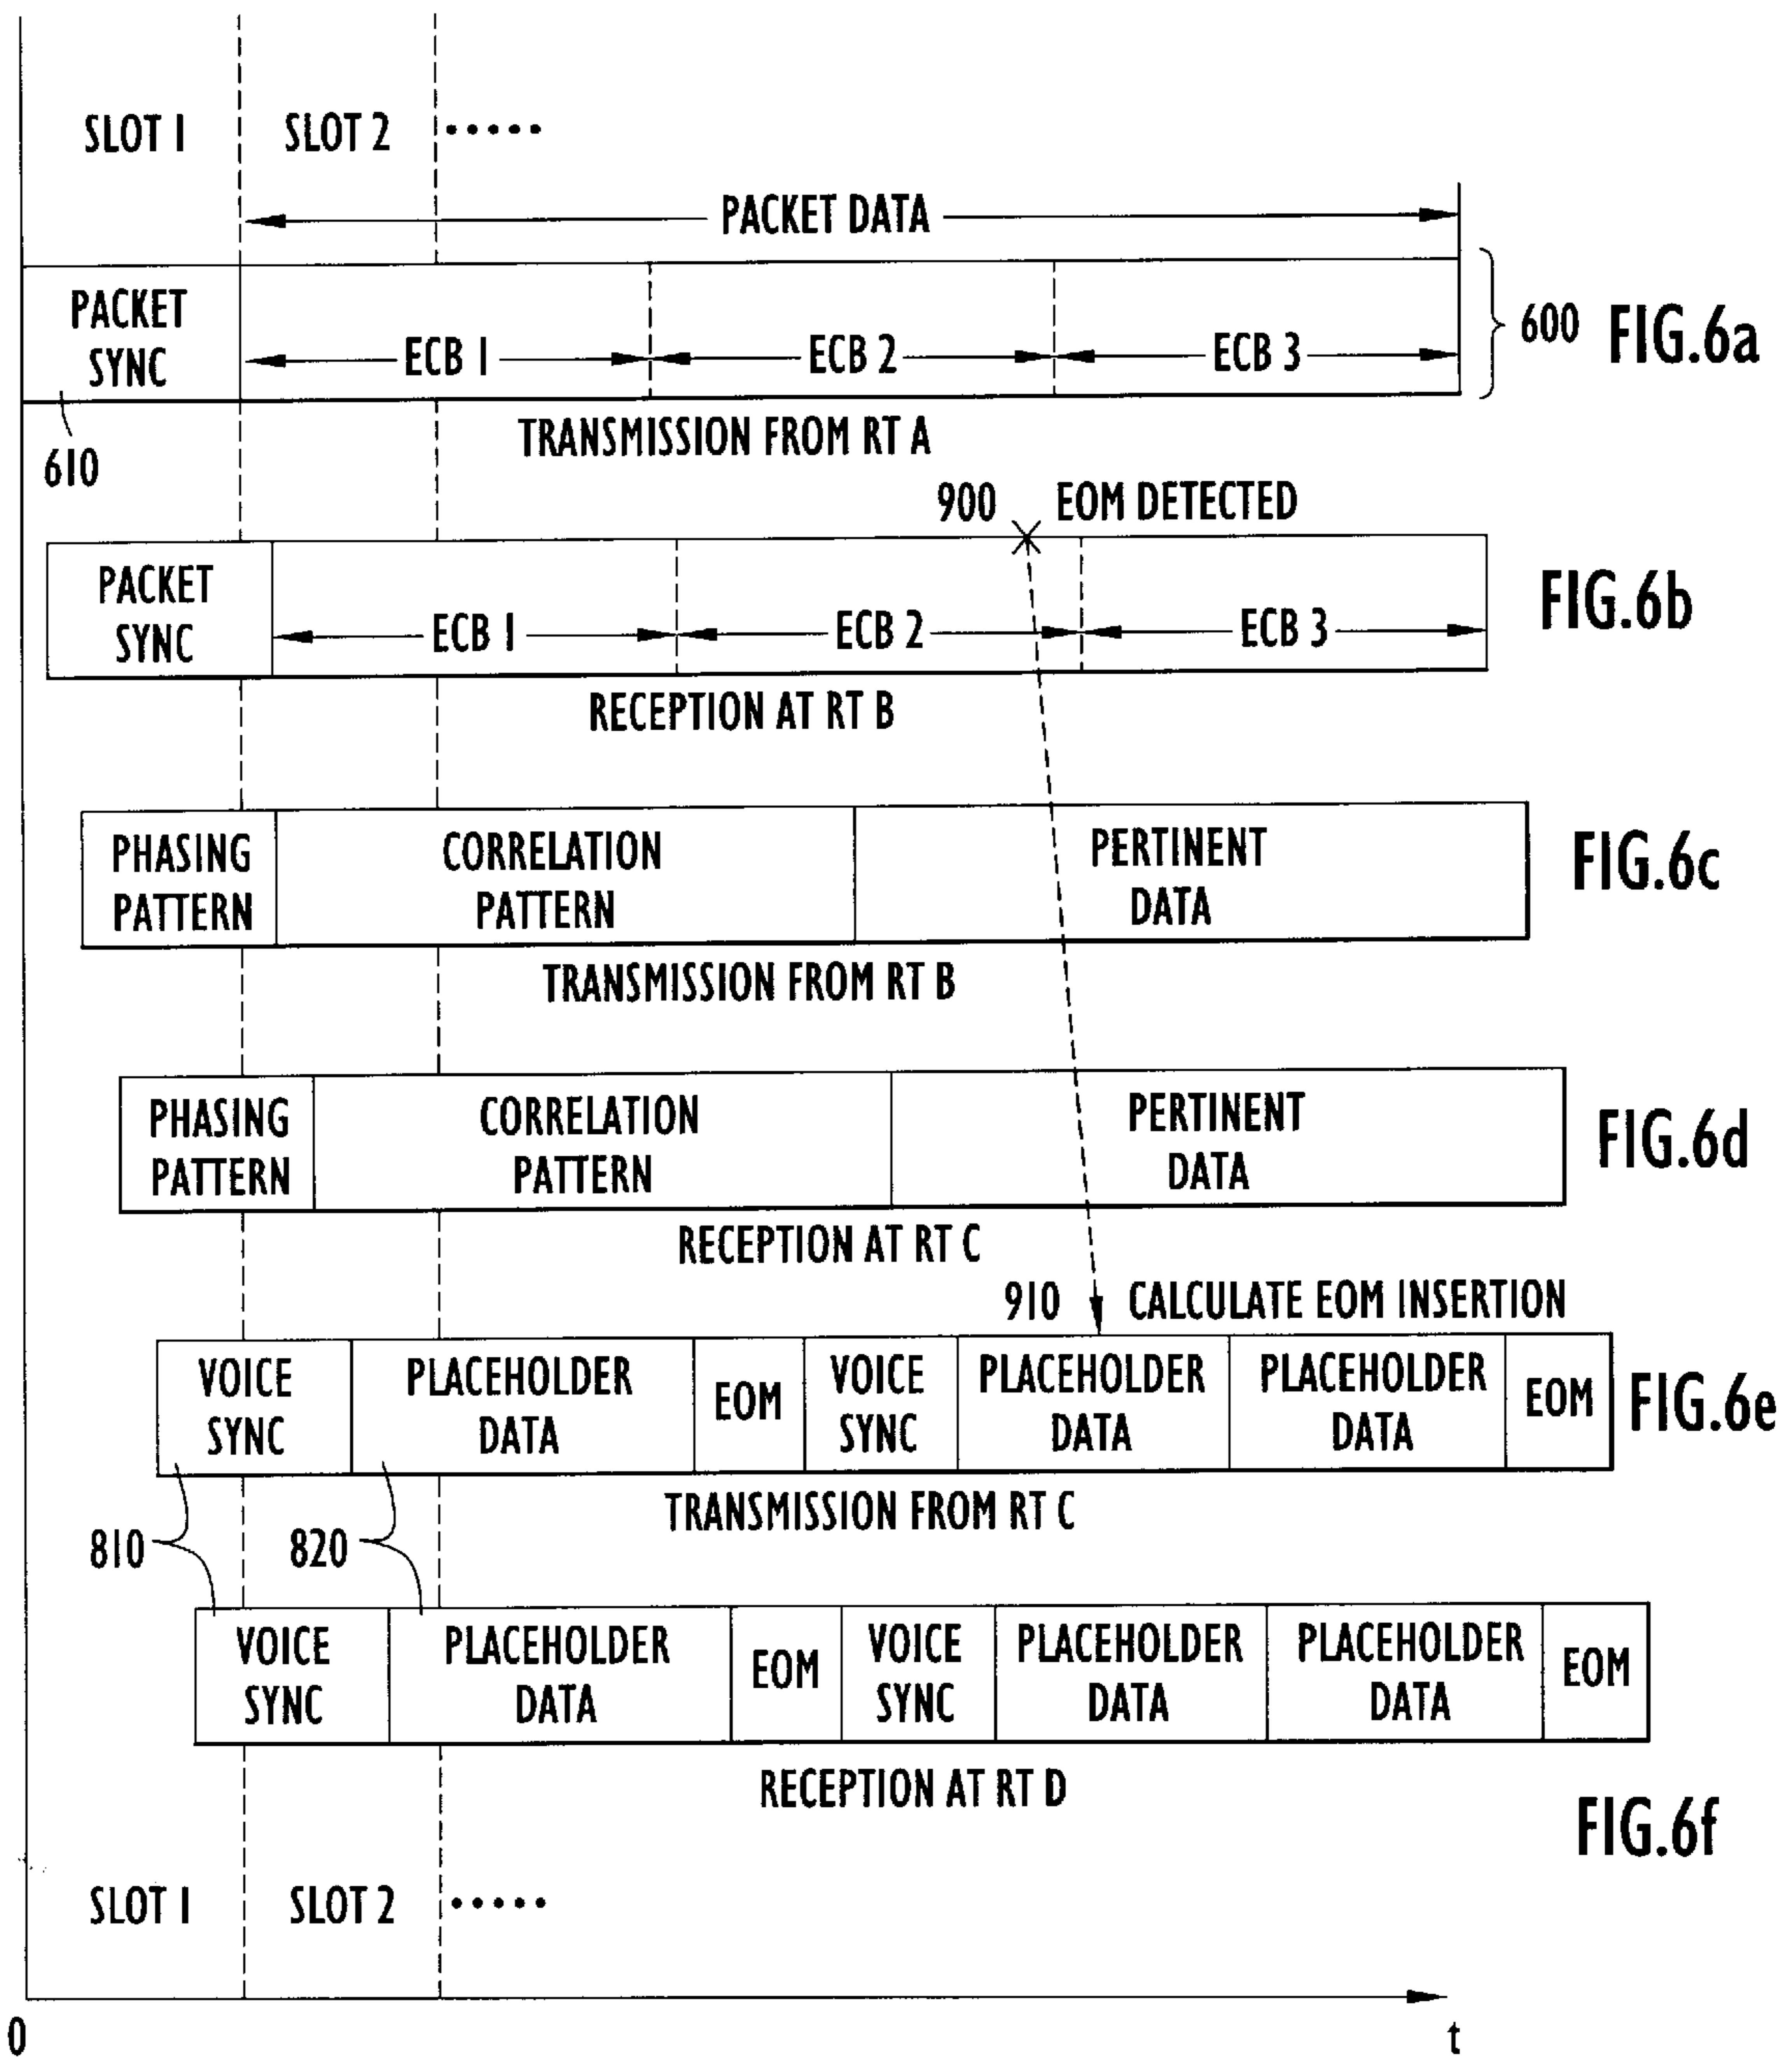 SLOT 1 SLOT 2 .....
PACKET DATA
PACKET SYNC ECB 1 ECB 2 ECB 3 600 FIG.6a
610
TRANSMISSION FROM RT A
900 EOM DETECTED
PACKET SYNC ECB 1 ECB 2 ECB 3 FIG.6b
RECEPTION AT RT B
PHASING PATTERN CORRELATION PATTERN PERTINENT DATA FIG.6c
TRANSMISSION FROM RT B
PHASING PATTERN CORRELATION PATTERN PERTINENT DATA FIG.6d
RECEPTION AT RT C
910 CALCULATE EOM INSERTION
VOICE SYNC PLACEHOLDER DATA EOM VOICE SYNC PLACEHOLDER DATA PLACEHOLDER DATA EOM FIG.6e
TRANSMISSION FROM RT C
810 820
VOICE SYNC PLACEHOLDER DATA EOM VOICE SYNC PLACEHOLDER DATA PLACEHOLDER DATA EOM
RECEPTION AT RT D
FIG.6f
SLOT 1 SLOT 2 .....
0 t